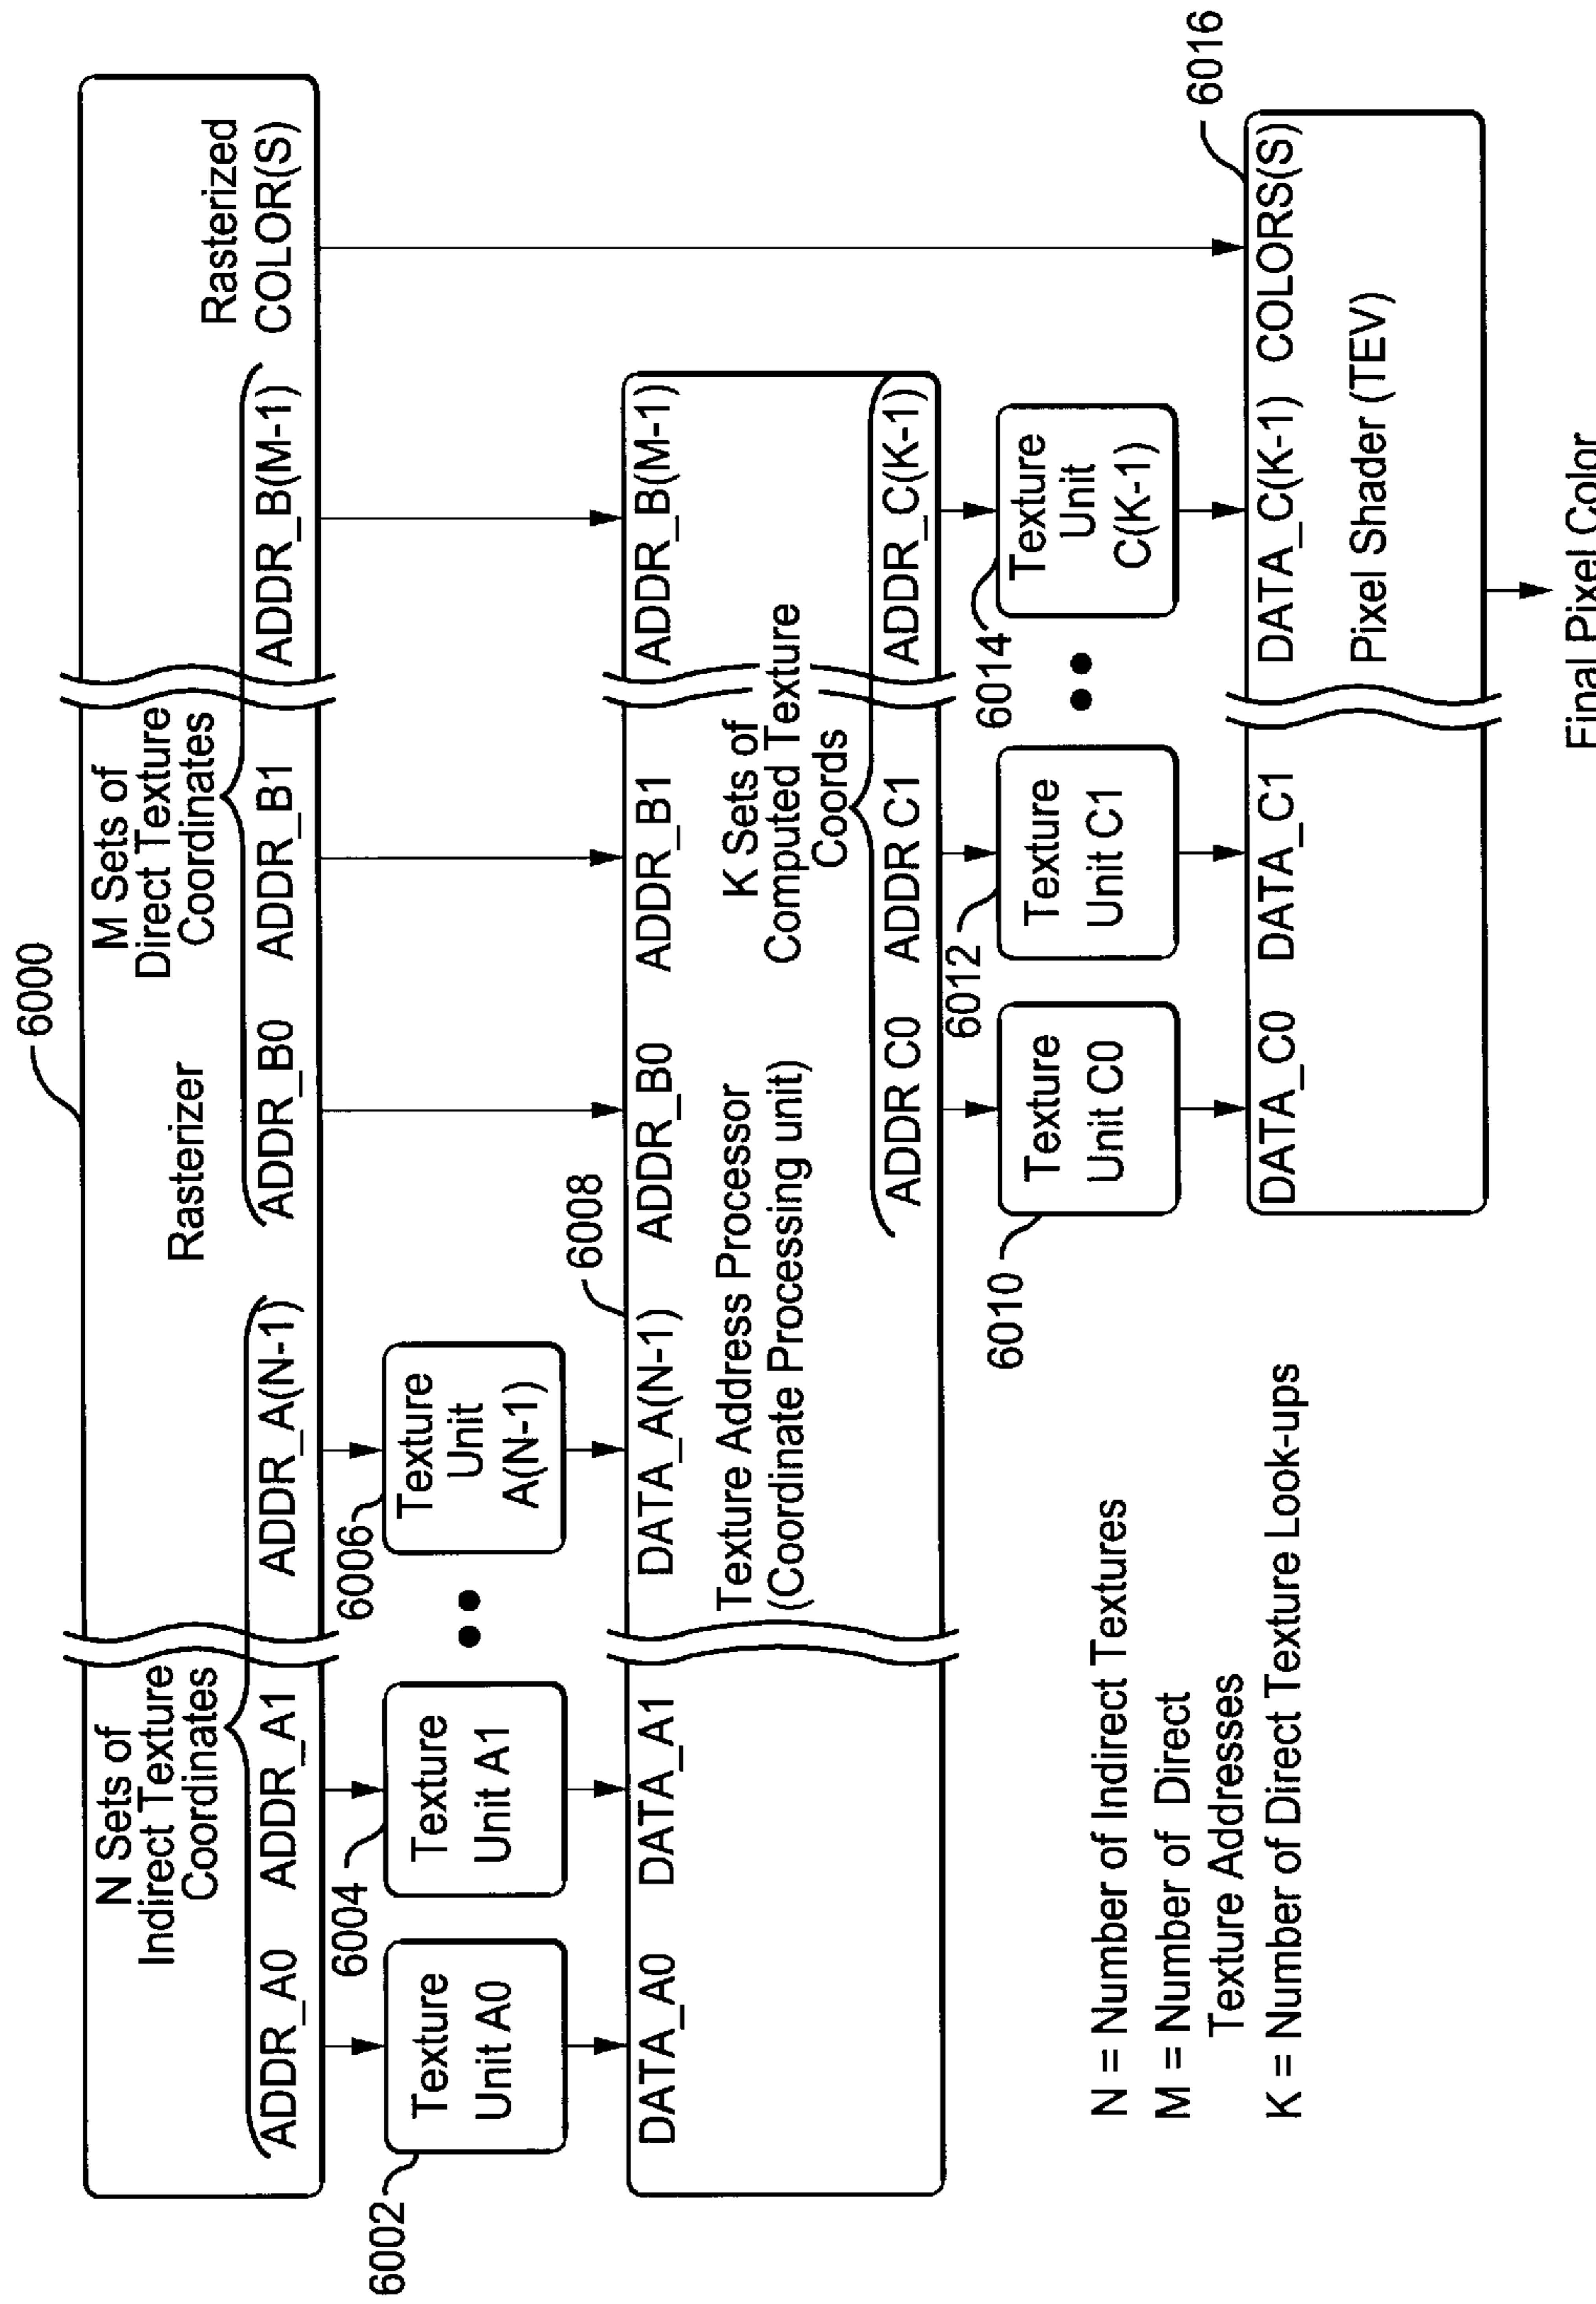 6000
N Sets of
Indirect Texture
Coordinates
Rasterizer
M Sets of
Direct Texture
Coordinates
Rasterized
ADDR_A0 ADDR_A1 ADDR_A(N-1) ADDR_B0 ADDR_B1 ADDR_B(M-1) COLOR(S)
6002
Texture
Unit A0
6004
Texture
Unit A1
6006
Texture
Unit
A(N-1)
6008
DATA_A0 DATA_A1 DATA_A(N-1) ADDR_B0 ADDR_B1 ADDR_B(M-1)
Texture Address Processor
(Coordinate Processing unit)
K Sets of
Computed Texture
Coords
ADDR C0 ADDR C1 ADDR_C(K-1)
6010
Texture
Unit C0
6012
Texture
Unit C1
6014
Texture
Unit
C(K-1)
6016
DATA_C0 DATA_C1 DATA_C(K-1) COLORS(S)
Pixel Shader (TEV)
Final Pixel Color
N = Number of Indirect Textures
M = Number of Direct
Texture Addresses
K = Number of Direct Texture Look-ups